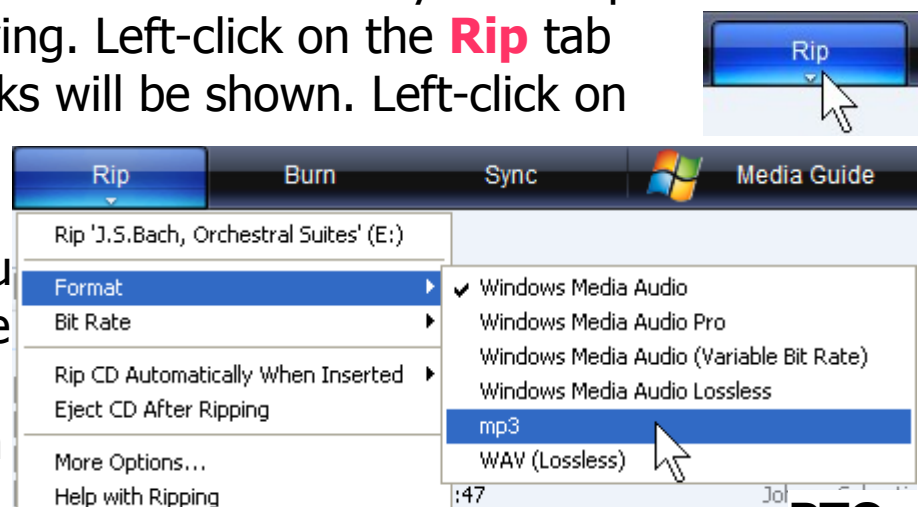 ving. Left-click on the Rip tab
ks will be shown. Left-click on
Rip
Rip Burn Sync Media Guide
Rip 'J.S.Bach, Orchestral Suites' (E:)
Format
Bit Rate
Rip CD Automatically When Inserted
Eject CD After Ripping
More Options...
Help with Ripping
Windows Media Audio
Windows Media Audio Pro
Windows Media Audio (Variable Bit Rate)
Windows Media Audio Lossless
mp3
WAV (Lossless)
:47